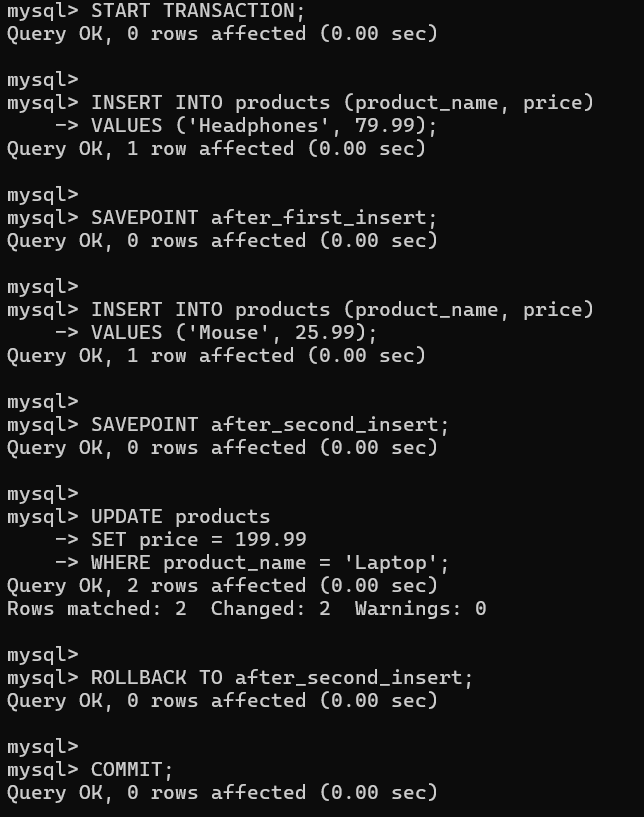 mysql> START TRANSACTION;
Query OK, 0 rows affected (0.00 sec)
mysql>
mysql> INSERT INTO products (product_name, price)
    -> VALUES ('Headphones', 79.99);
Query OK, 1 row affected (0.00 sec)
mysql>
mysql> SAVEPOINT after_first_insert;
Query OK, 0 rows affected (0.00 sec)
mysql>
mysql> INSERT INTO products (product_name, price)
    -> VALUES ('Mouse', 25.99);
Query OK, 1 row affected (0.00 sec)
mysql>
mysql> SAVEPOINT after_second_insert;
Query OK, 0 rows affected (0.00 sec)
mysql>
mysql> UPDATE products
    -> SET price = 199.99
    -> WHERE product_name = 'Laptop';
Query OK, 2 rows affected (0.00 sec)
Rows matched: 2  Changed: 2  Warnings: 0
mysql>
mysql> ROLLBACK TO after_second_insert;
Query OK, 0 rows affected (0.00 sec)
mysql>
mysql> COMMIT;
Query OK, 0 rows affected (0.00 sec)